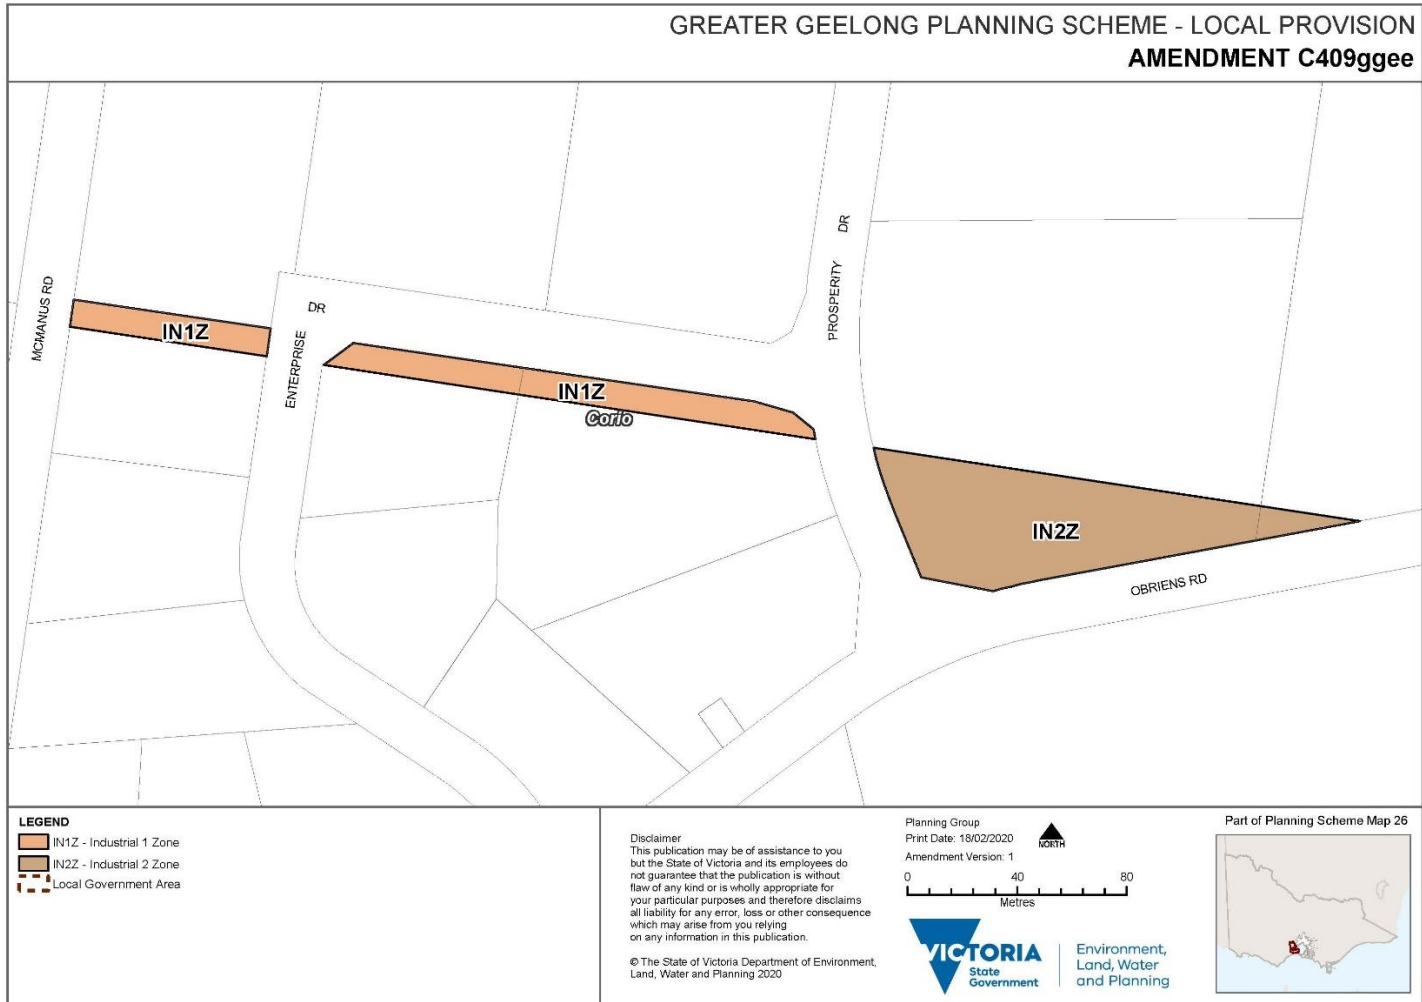 GREATER GEELONG PLANNING SCHEME - LOCAL PROVISION
AMENDMENT C409ggee
MCMANUS RD
IN1Z
ENTERPRISE
DR
IN1Z
Corio
PROSPERITY
DR
IN2Z
OBRIENS RD
LEGEND
IN1Z - Industrial 1 Zone
IN2Z - Industrial 2 Zone
Local Government Area
Disclaimer
This publication may be of assistance to you
but the State of Victoria and its employees do
not guarantee that the publication is without
flaw of any kind or is wholly appropriate for
your particular purposes and therefore disclaims
all liability for any error, loss or other consequence
which may arise from you relying
on any information in this publication.
© The State of Victoria Department of Environment,
Land, Water and Planning 2020
Planning Group
Print Date: 18/02/2020
Amendment Version: 1
NORTH
0 40 80
Metres
VICTORIA
State
Government
Environment,
Land, Water
and Planning
Part of Planning Scheme Map 26